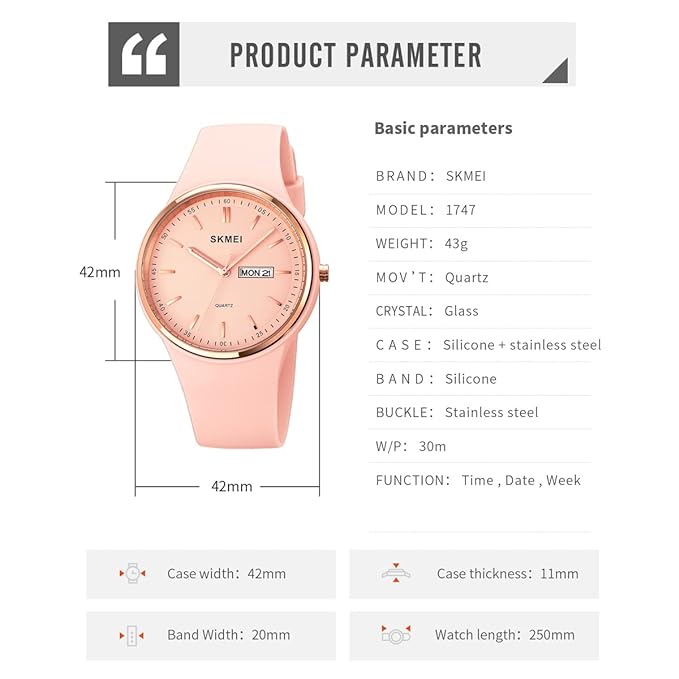 PRODUCT PARAMETER
Basic parameters
BRAND: SKMEI
MODEL: 1747
WEIGHT: 43g
MOV'T: Quartz
CRYSTAL: Glass
CASE: Silicone + stainless steel
BAND: Silicone
BUCKLE: Stainless steel
W/P: 30m
FUNCTION: Time , Date , Week
42mm
60
SKMEI
MON 21
QUARTZ
42mm
Case width: 42mm
Case thickness: 11mm
Band Width: 20mm
Watch length: 250mm